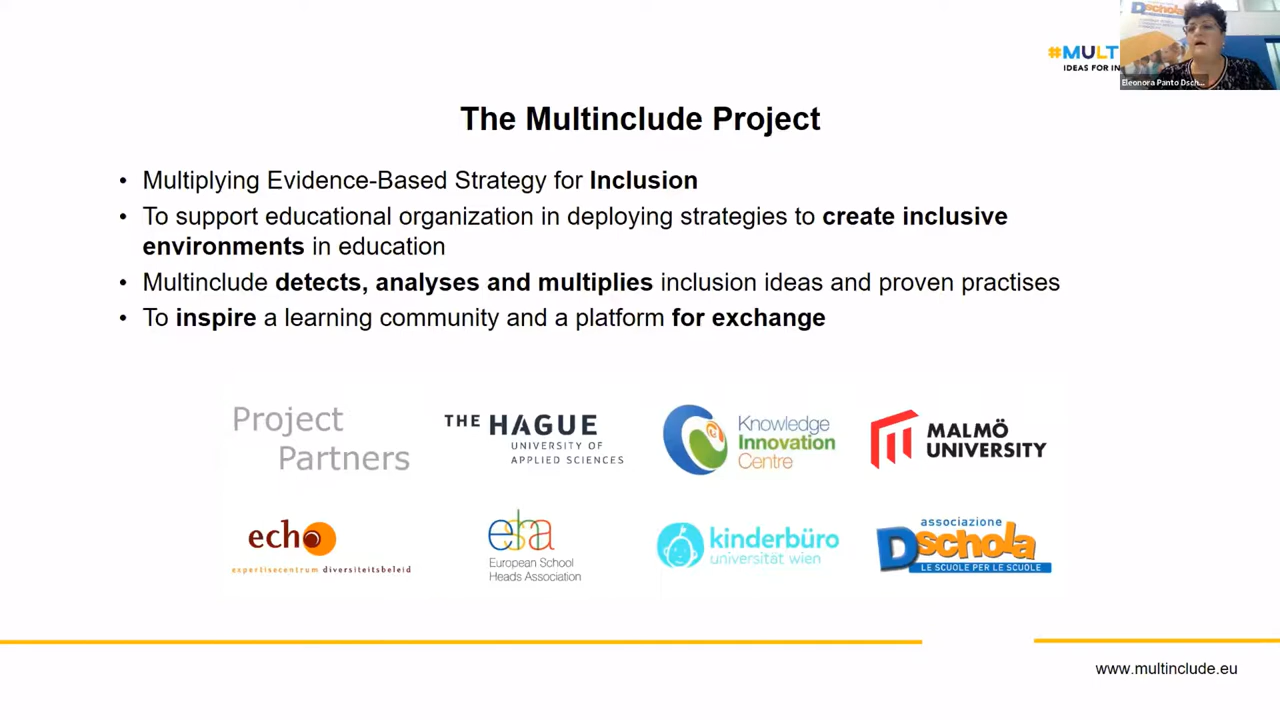 Dschola
#MULT
IDEAS FOR IN
Eleonora Panto Dsch...
The Multinclude Project
• Multiplying Evidence-Based Strategy for Inclusion
• To support educational organization in deploying strategies to create inclusive
environments in education
• Multinclude detects, analyses and multiplies inclusion ideas and proven practises
• To inspire a learning community and a platform for exchange
Project
Partners
THE HAGUE
UNIVERSITY OF
APPLIED SCIENCES
Knowledge
Innovation
Centre
MALMÖ
UNIVERSITY
echo
expertisecentrum diversiteitsbeleid
esha
European School
Heads Association
kinderbüro
universität wien
associazione
Dschola
LE SCUOLE PER LE SCUOLE
www.multinclude.eu